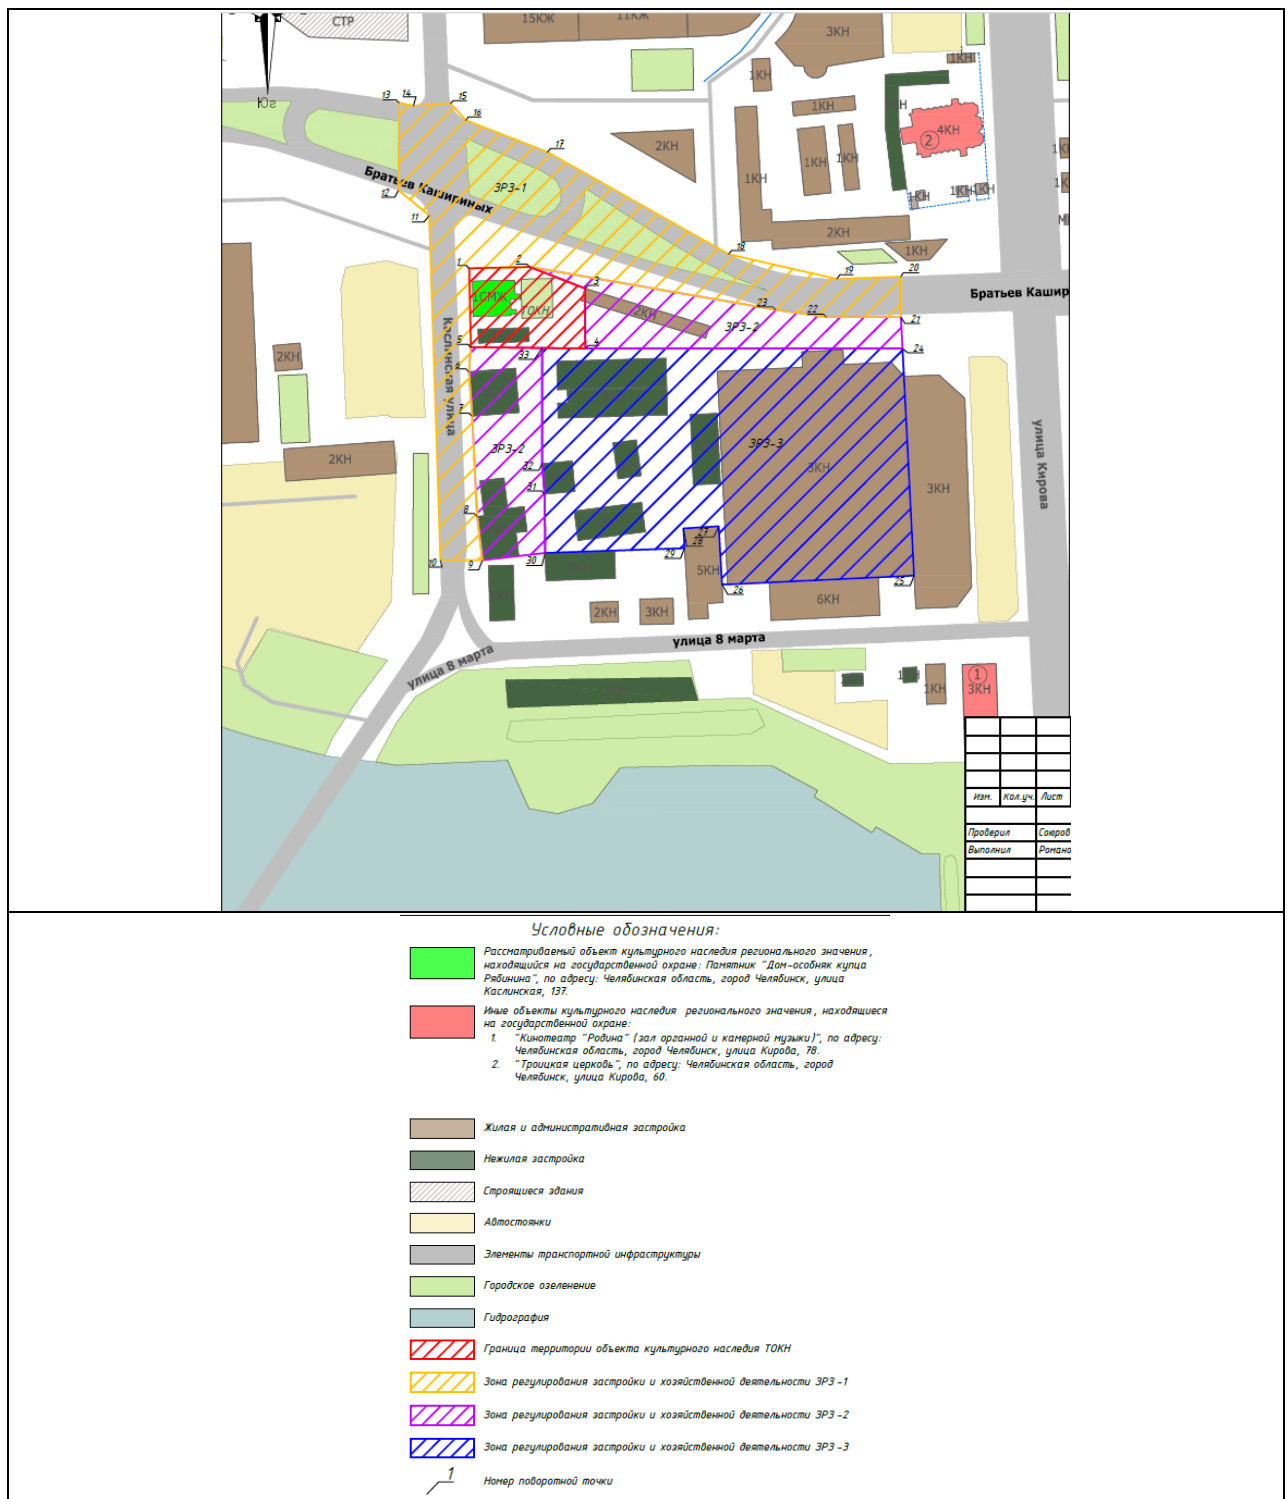 СТР
15КЖ
11КЖ
3КН
1КН
1КН
Юг
13
14
15
16
17
1КН
4КН
2
2КН
1КН
1КН
1КН
Братьев Кашириных
ЗРЗ-1
12
11
1КН
1КН
1КН
2КН
1КН
18
19
20
1
2
3
Братьев Кашир
1СМЖ
ТОКН
2КН
23
22
21
ЗРЗ-2
5
33
4
24
Каслинская улица
2КН
6
7
2КН
ЗРЗ-2
ЗРЗ-3
3КН
3КН
улица Кирова
32
31
8
27
28
10
9
30
29
5КН
25
26
6КН
2КН
3КН
улица 8 марта
улица 8 марта
1КН
1
3КН
Изм.
Кол.уч.
Лист
Проверил
Союров
Выполнил
Романо
Условные обозначения:
Рассматриваемый объект культурного наследия регионального значения,
находящийся на государственной охране: Памятник "Дом-особняк купца
Рябинина", по адресу: Челябинская область, город Челябинск, улица
Каслинская, 137.
Иные объекты культурного наследия регионального значения, находящиеся
на государственной охране:
1. "Кинотеатр "Родина" (зал органной и камерной музыки)", по адресу:
Челябинская область, город Челябинск, улица Кирова, 78.
2. "Троицкая церковь", по адресу: Челябинская область, город
Челябинск, улица Кирова, 60.
Жилая и административная застройка
Нежилая застройка
Строящиеся здания
Автостоянки
Элементы транспортной инфраструктуры
Городское озеленение
Гидрография
Граница территории объекта культурного наследия ТОКН
Зона регулирования застройки и хозяйственной деятельности ЗРЗ -1
Зона регулирования застройки и хозяйственной деятельности ЗРЗ -2
Зона регулирования застройки и хозяйственной деятельности ЗРЗ -3
1
Номер поворотной точки